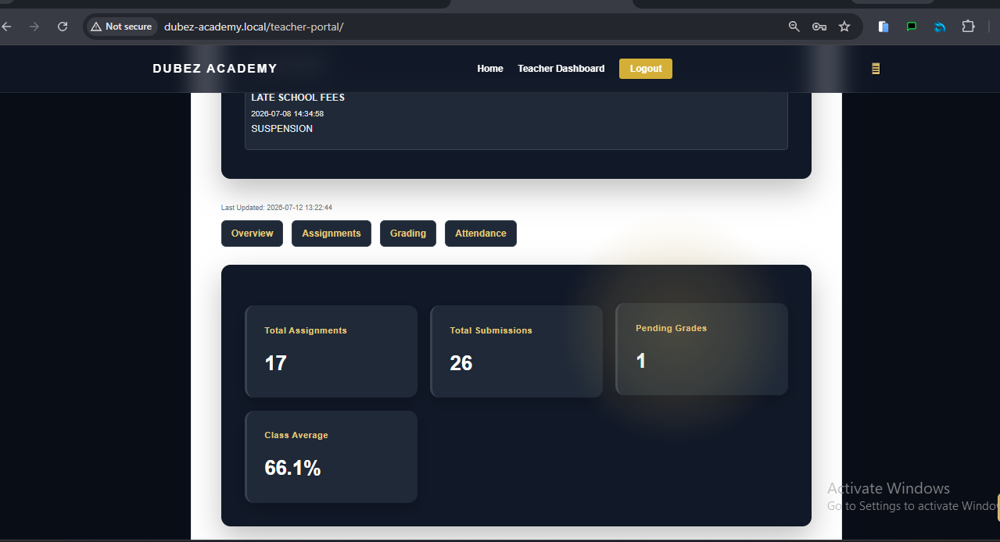 Not secure
dubez-academy.local/teacher-portal/
DUBEZ ACADEMY
Home
Teacher Dashboard
Logout
LATE SCHOOL FEES
2026-07-08 14:34:58
SUSPENSION
Last Updated: 2026-07-12 13:22:44
Overview
Assignments
Grading
Attendance
Total Assignments
17
Total Submissions
26
Pending Grades
1
Class Average
66.1%
Activate Windows
Go to Settings to activate Windo